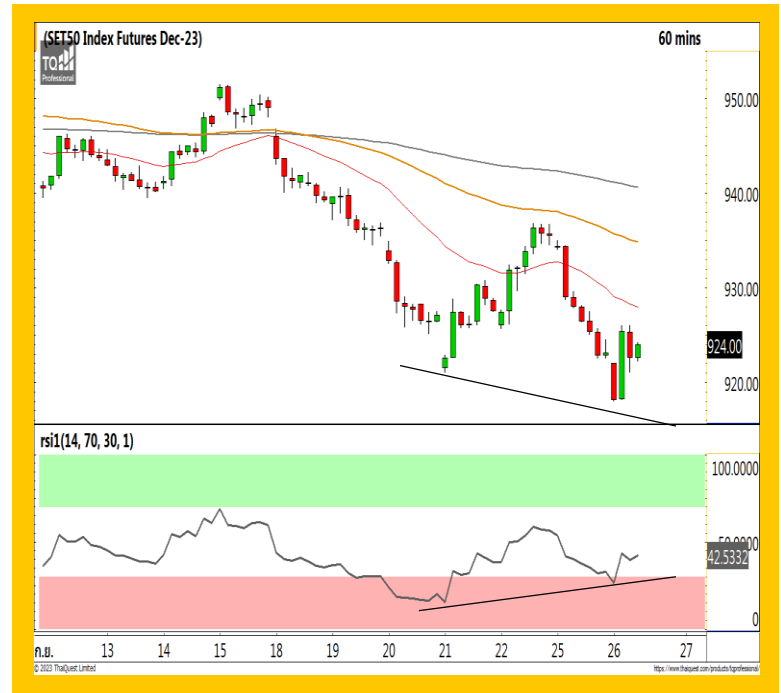 (SET50 Index Futures Dec-23) 60 mins
TQ
Professional
950.00
940.00
930.00
924.00
920.00
rsi1(14, 70, 30, 1)
100.0000
50.0000
42.5332
0
ก.ย. 13 14 15 18 19 20 21 22 25 26 27
© 2023 ThaiQuest Limited https://www.thaiquest.com/products/tqprofessional/